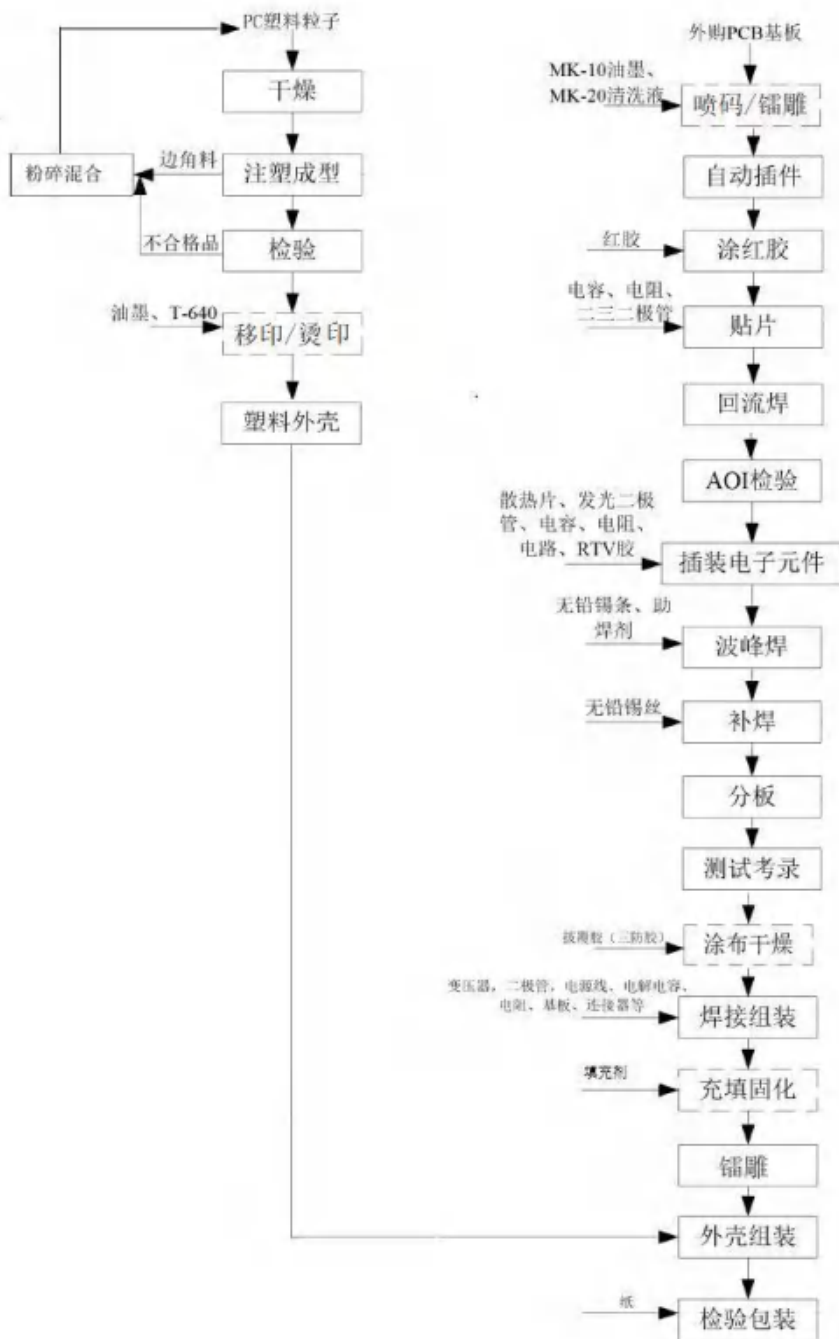 PC塑料粒子
干燥
粉碎混合
边角料
注塑成型
不合格品
检验
油墨、T-640
移印/烫印
塑料外壳
外购PCB基板
MK-10油墨、
MK-20清洗液
喷码/镭雕
自动插件
红胶
涂红胶
电容、电阻、
二三二极管
贴片
回流焊
AOI检验
散热片、发光二极
管、电容、电阻、
电路、RTV胶
插装电子元件
无铅锡条、助
焊剂
波峰焊
无铅锡丝
补焊
分板
测试考录
披覆胶（三防胶）
涂布干燥
变压器，二极管，电源线、电解电容、
电阻、基板、连接器等
焊接组装
填充剂
充填固化
镭雕
外壳组装
纸
检验包装